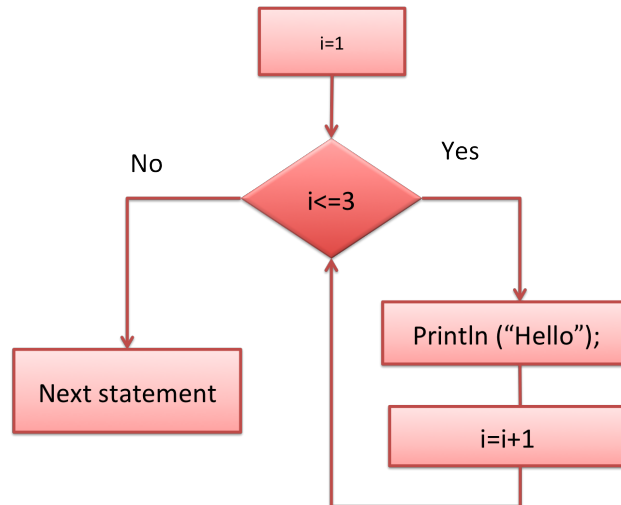 i=1
No
Yes
i<=3
Println (“Hello”);
Next statement
i=i+1